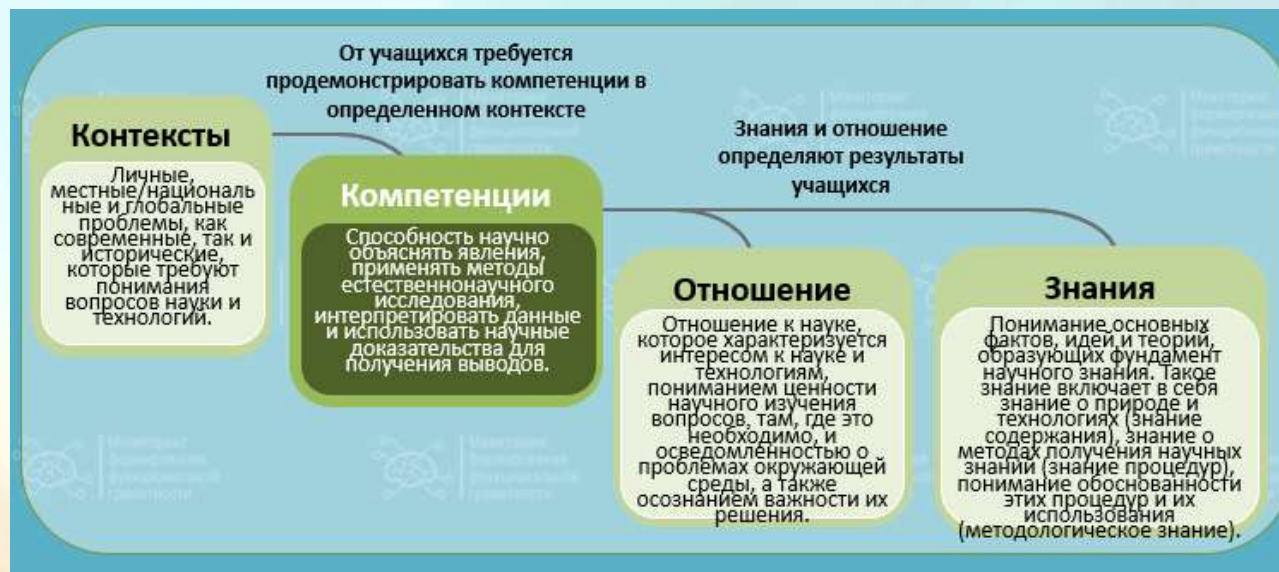 От учащихся требуется
продемонстрировать компетенции в
определенном контексте
Контексты
Личные,
местные/националь
ные и глобальные
проблемы, как
современные, так и
исторические,
которые требуют
понимания
вопросов науки и
технологий.
Компетенции
Способность научно
объяснять явления,
применять методы
естественнонаучного
исследования,
интерпретировать данные
и использовать научные
доказательства для
получения выводов.
Знания и отношение
определяют результаты
учащихся
Отношение
Отношение к науке,
которое характеризуется
интересом к науке и
технологиям,
пониманием ценности
научного изучения
вопросов, там, где это
необходимо, и
осведомленностью о
проблемах окружающей
среды, а также
осознанием важности их
решения.
Знания
Понимание основных
фактов, идей и теорий,
образующих фундамент
научного знания. Такое
знание включает в себя
знание о природе и
технологиях (знание
содержания), знание о
методах получения научных
знаний (знание процедур),
понимание обоснованности
этих процедур и их
использования
(методологическое знание).